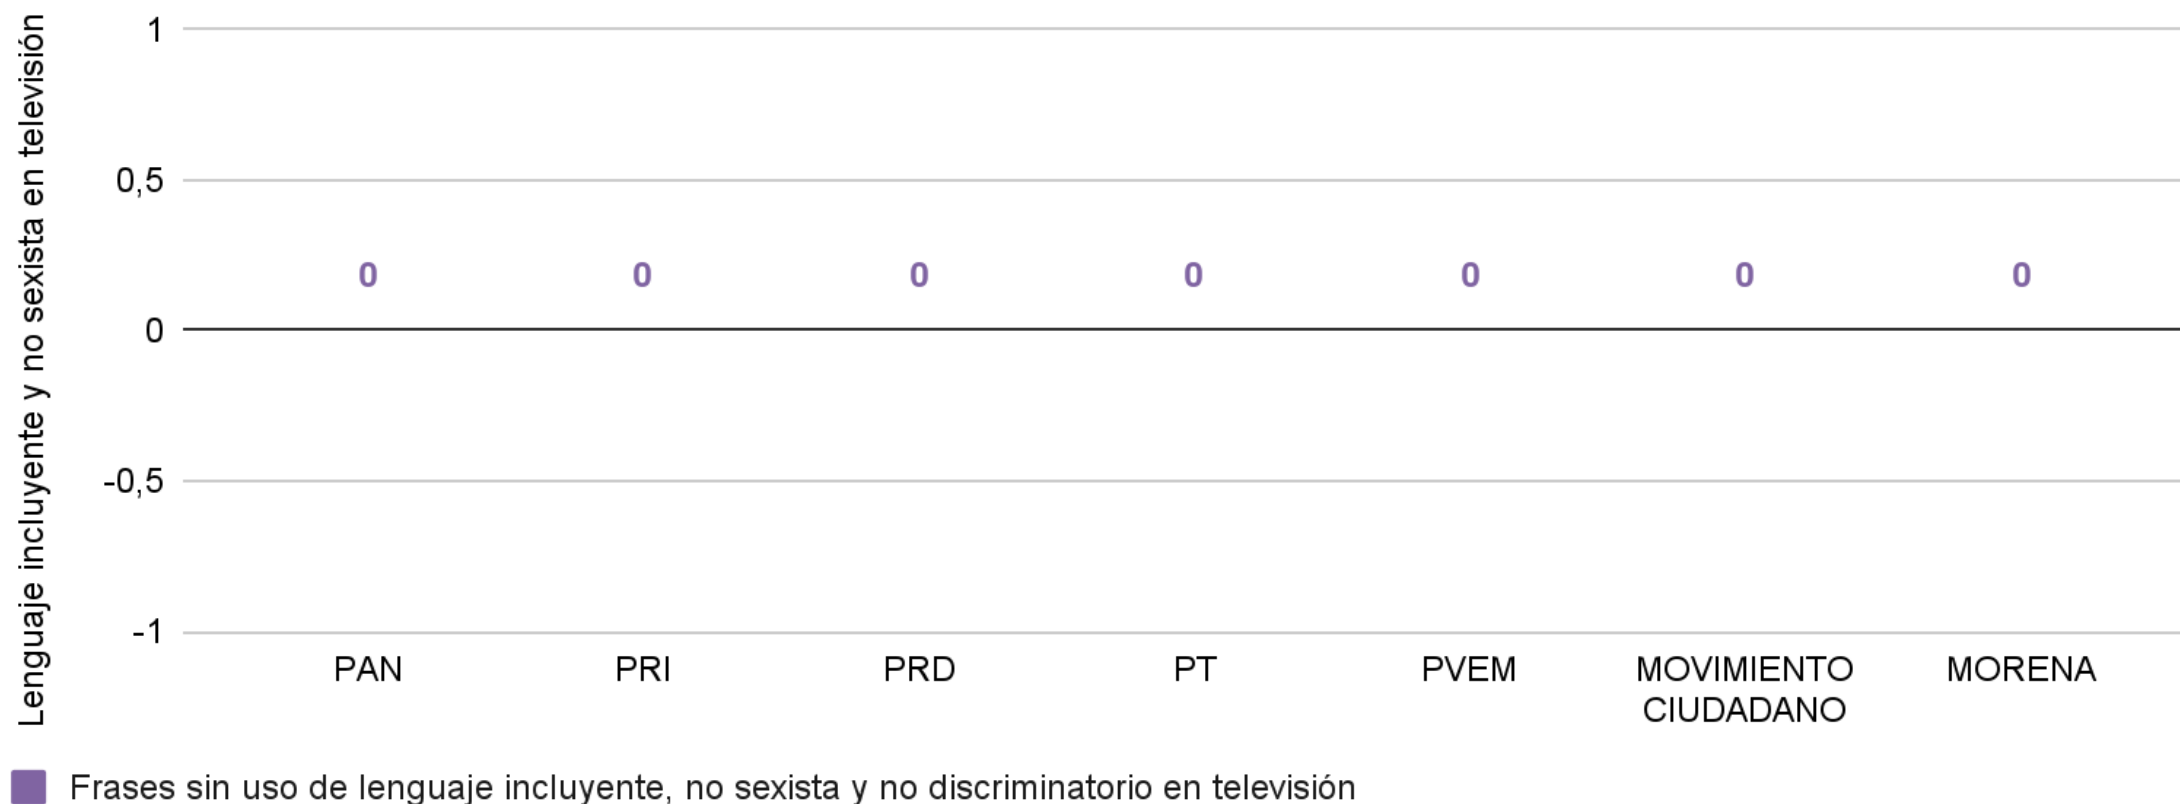 Lenguaje incluyente y no sexista en televisión
1
0,5
0
-0,5
-1
0 0 0 0 0 0 0
PAN PRI PRD PT PVEM MOVIMIENTO CIUDADANO MORENA
Frases sin uso de lenguaje incluyente, no sexista y no discriminatorio en televisión